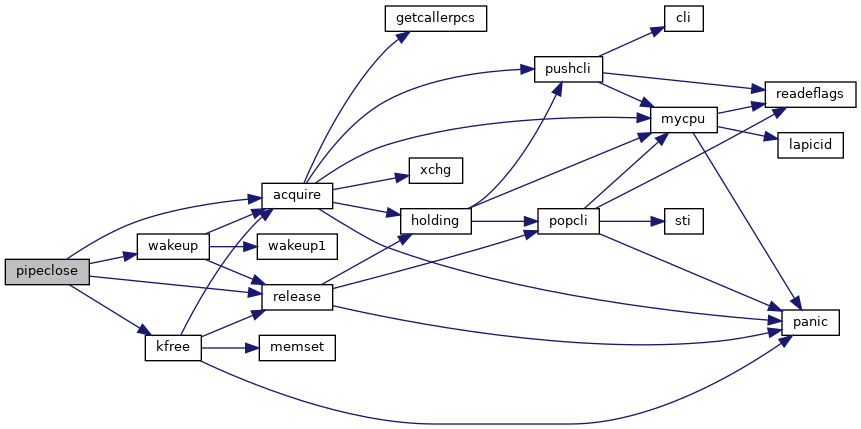 getcallerpcs
cli
pushcli
readeflags
mycpu
lapicid
xchg
acquire
holding
popcli
sti
wakeup
wakeup1
pipeclose
release
panic
kfree
memset